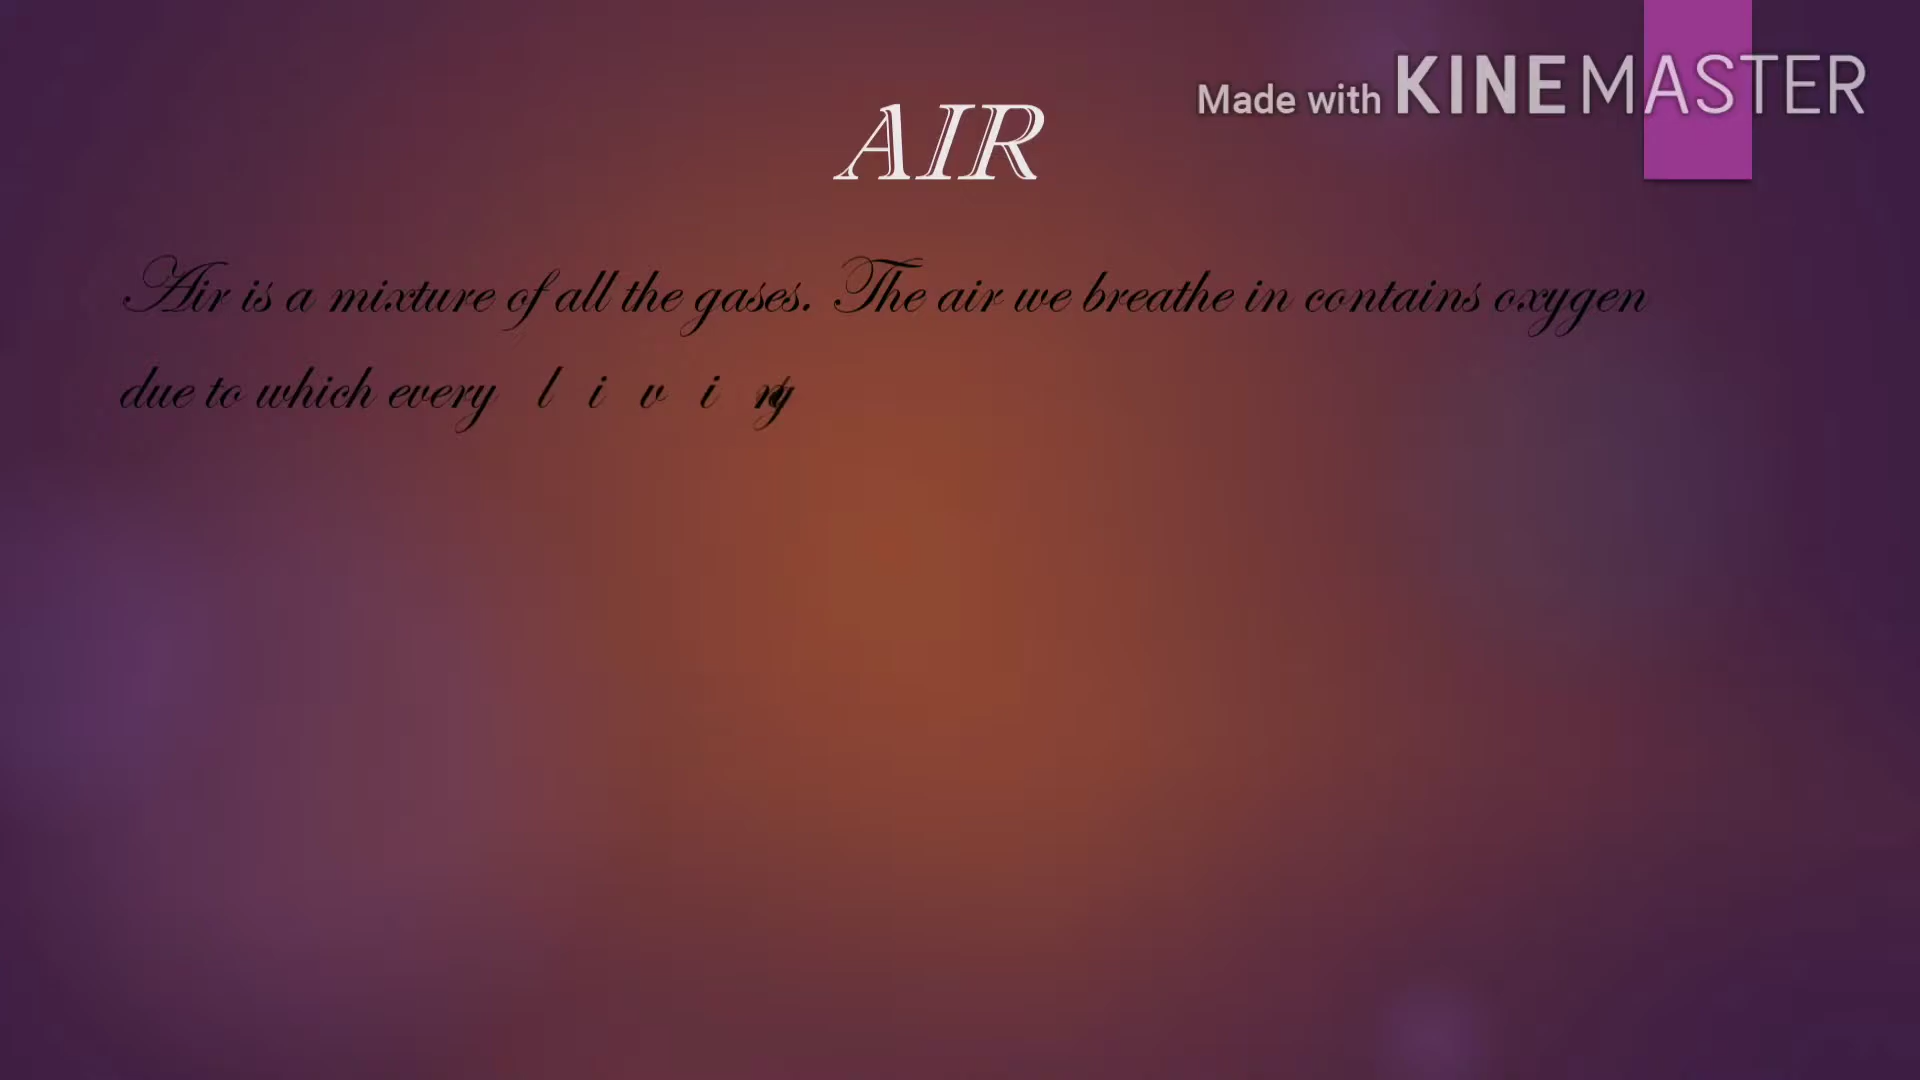 Made with KINEMASTER
AIR
Air is a mixture of all the gases. The air we breathe in contains oxygen
due to which every living